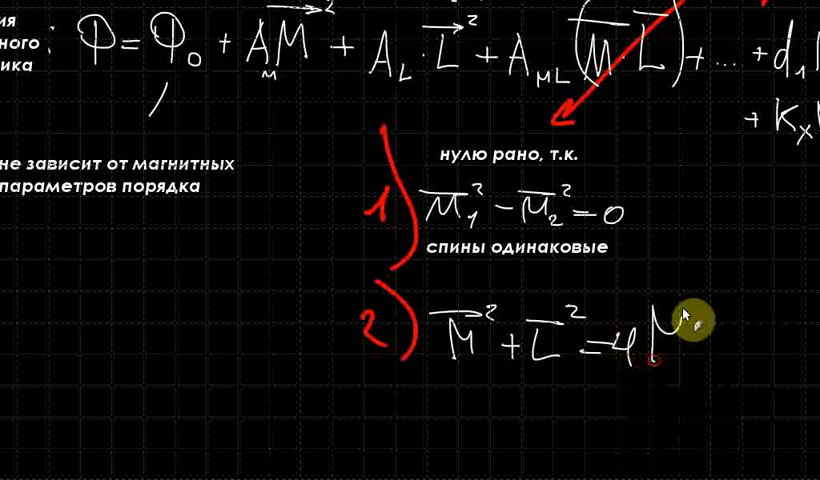 ия
ного :
ика
Φ = Φ₀ + A_M M⃗² + A_L · L⃗² + A_ML (M⃗ · L⃗) + ... + d₁
+ K_x
не зависит от магнитных
параметров порядка
нулю рано, т.к.
1) M⃗₁² − M⃗₂² = 0
спины одинаковые
2) M⃗² + L⃗² = 4 M